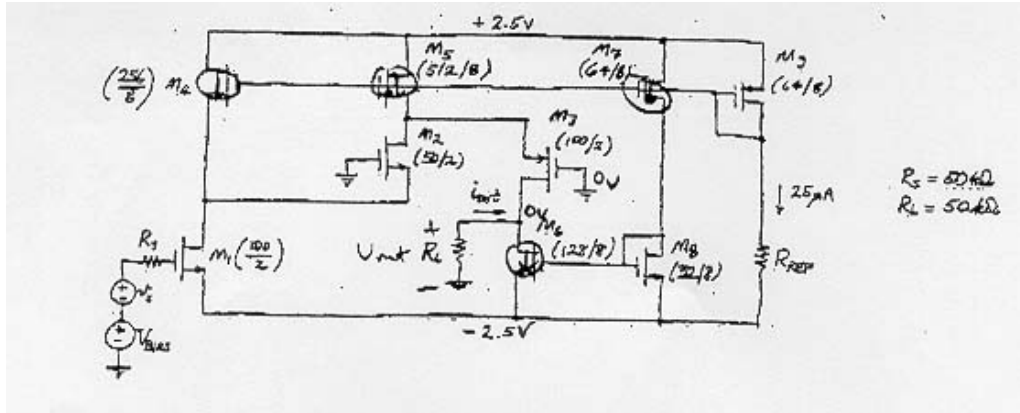 + 2.5V
M5
(512/8)
M7
(64/8)
M9
(64/8)
(256/8) M4
M2
(50/2)
M3
(100/2)
0V
iout
0V
25μA
RS = 50kΩ
RL = 50kΩ
+
Vout RL
-
M6
(128/8)
M8
(32/8)
RREF
RS
M1 (100/2)
vs
VBIAS
- 2.5V